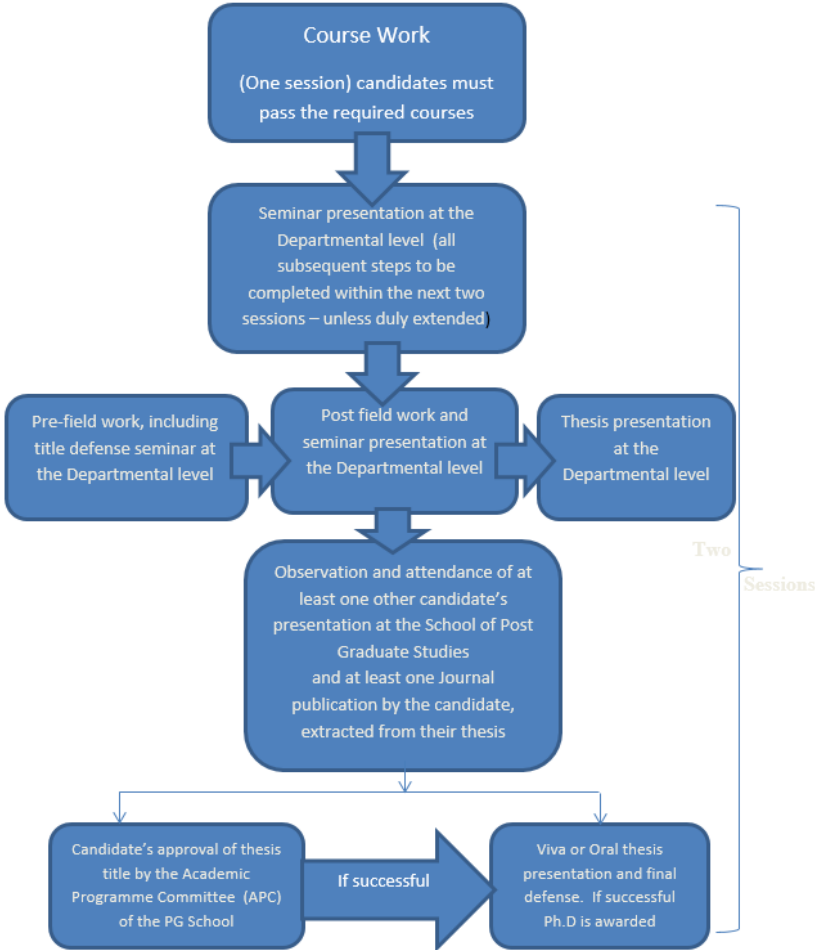 Course Work
(One session) candidates must
pass the required courses
Seminar presentation at the
Departmental level (all
subsequent steps to be
completed within the next two
sessions – unless duly extended)
Pre-field work, including
title defense seminar at
the Departmental level
Post field work and
seminar presentation at
the Departmental level
Thesis presentation
at the
Departmental level
Two
Sessions
Observation and attendance of at
least one other candidate's
presentation at the School of Post
Graduate Studies
and at least one Journal
publication by the candidate,
extracted from their thesis
Candidate's approval of thesis
title by the Academic
Programme Committee (APC)
of the PG School
If successful
Viva or Oral thesis
presentation and final
defense. If successful
Ph.D is awarded